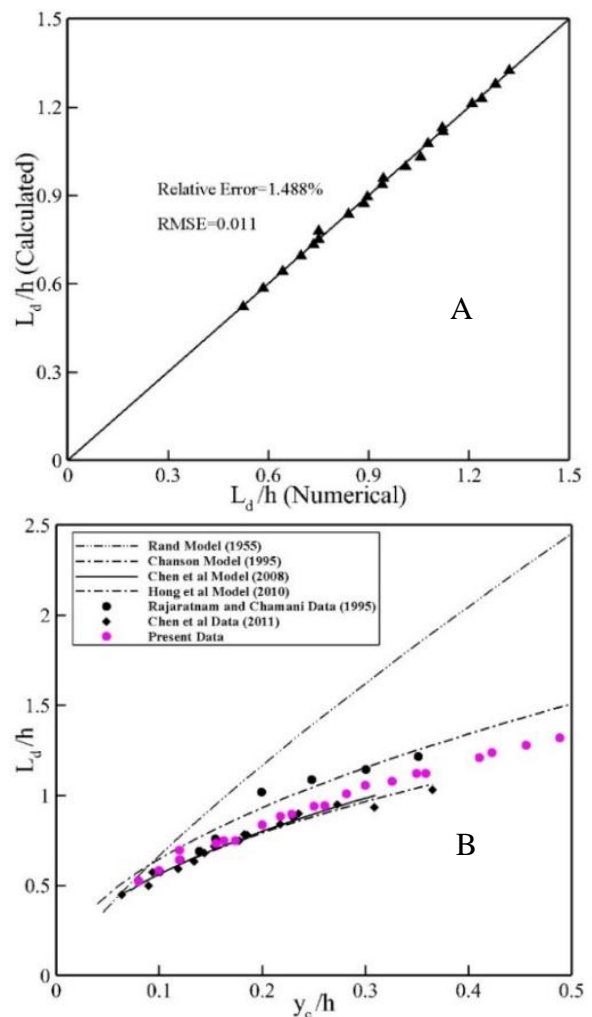 1.5
1.2
0.9
0.6
0.3
0
L_d/h (Calculated)
Relative Error=1.488%
RMSE=0.011
A
0 0.3 0.6 0.9 1.2 1.5
L_d/h (Numerical)
2.5
2
1.5
1
0.5
0
L_d/h
Rand Model (1955)
Chanson Model (1995)
Chen et al Model (2008)
Hong et al Model (2010)
Rajaratnam and Chamani Data (1995)
Chen et al Data (2011)
Present Data
B
0 0.1 0.2 0.3 0.4 0.5
y_c/h